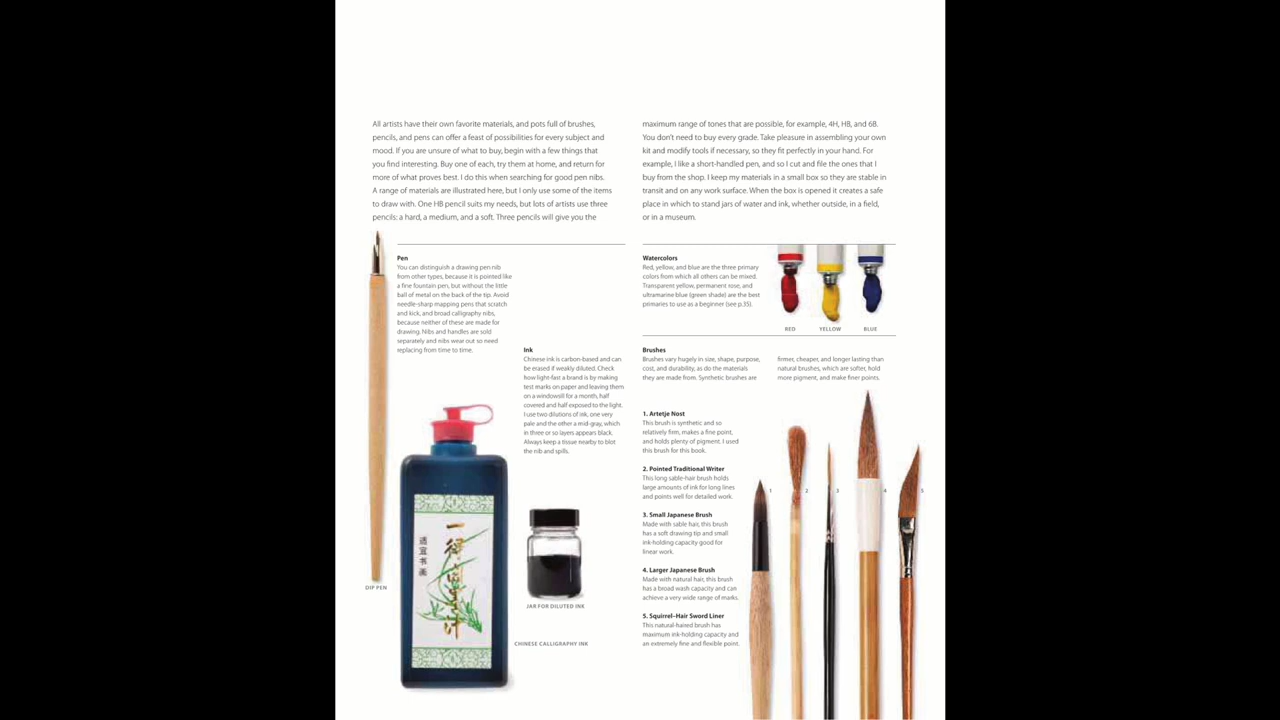 All artists have their own favorite materials, and pots full of brushes,
pencils, and pens can offer a feast of possibilities for every subject and
mood. If you are unsure of what to buy, begin with a few things that
you find interesting. Buy one of each, try them at home, and return for
more of what proves best. I do this when searching for good pen nibs.
A range of materials are illustrated here, but I only use some of the items
to draw with. One HB pencil suits my needs, but lots of artists use three
pencils: a hard, a medium, and a soft. Three pencils will give you the
maximum range of tones that are possible, for example, 4H, HB, and 6B.
You don't need to buy every grade. Take pleasure in assembling your own
kit and modify tools if necessary, so they fit perfectly in your hand. For
example, I like a short-handled pen, and so I cut and file the ones that I
buy from the shop. I keep my materials in a small box so they are stable in
transit and on any work surface. When the box is opened it creates a safe
place in which to stand jars of water and ink, whether outside, in a field,
or in a museum.
Pen
You can distinguish a drawing pen nib
from other types, because it is pointed like
a fine fountain pen, but without the little
ball of metal on the back of the tip. Avoid
needle-sharp mapping pens that scratch
and kick, and broad calligraphy nibs,
because neither of these are made for
drawing. Nibs and handles are sold
separately and nibs wear out so need
replacing from time to time.
DIP PEN
Ink
Chinese ink is carbon-based and can
be erased if weakly diluted. Check
how light-fast a brand is by making
test marks on paper and leaving them
on a windowsill for a month, half
covered and half exposed to the light.
I use two dilutions of ink, one very
pale and the other a mid-gray, which
in three or so layers appears black.
Always keep a tissue nearby to blot
the nib and spills.
适宜书画
一
JAR FOR DILUTED INK
CHINESE CALLIGRAPHY INK
Watercolors
Red, yellow, and blue are the three primary
colors from which all others can be mixed.
Transparent yellow, permanent rose, and
ultramarine blue (green shade) are the best
primaries to use as a beginner (see p.35).
RED
YELLOW
BLUE
Brushes
Brushes vary hugely in size, shape, purpose,
cost, and durability, as do the materials
they are made from. Synthetic brushes are
firmer, cheaper, and longer lasting than
natural brushes, which are softer, hold
more pigment, and make finer points.
1. Artetje Nost
This brush is synthetic and so
relatively firm, makes a fine point,
and holds plenty of pigment. I used
this brush for this book.
2. Pointed Traditional Writer
This long sable-hair brush holds
large amounts of ink for long lines
and points well for detailed work.
3. Small Japanese Brush
Made with sable hair, this brush
has a soft drawing tip and small
ink-holding capacity good for
linear work.
4. Larger Japanese Brush
Made with natural hair, this brush
has a broad wash capacity and can
achieve a very wide range of marks.
5. Squirrel-Hair Sword Liner
This natural-haired brush has
maximum ink-holding capacity and
an extremely fine and flexible point.
1
2
3
4
5